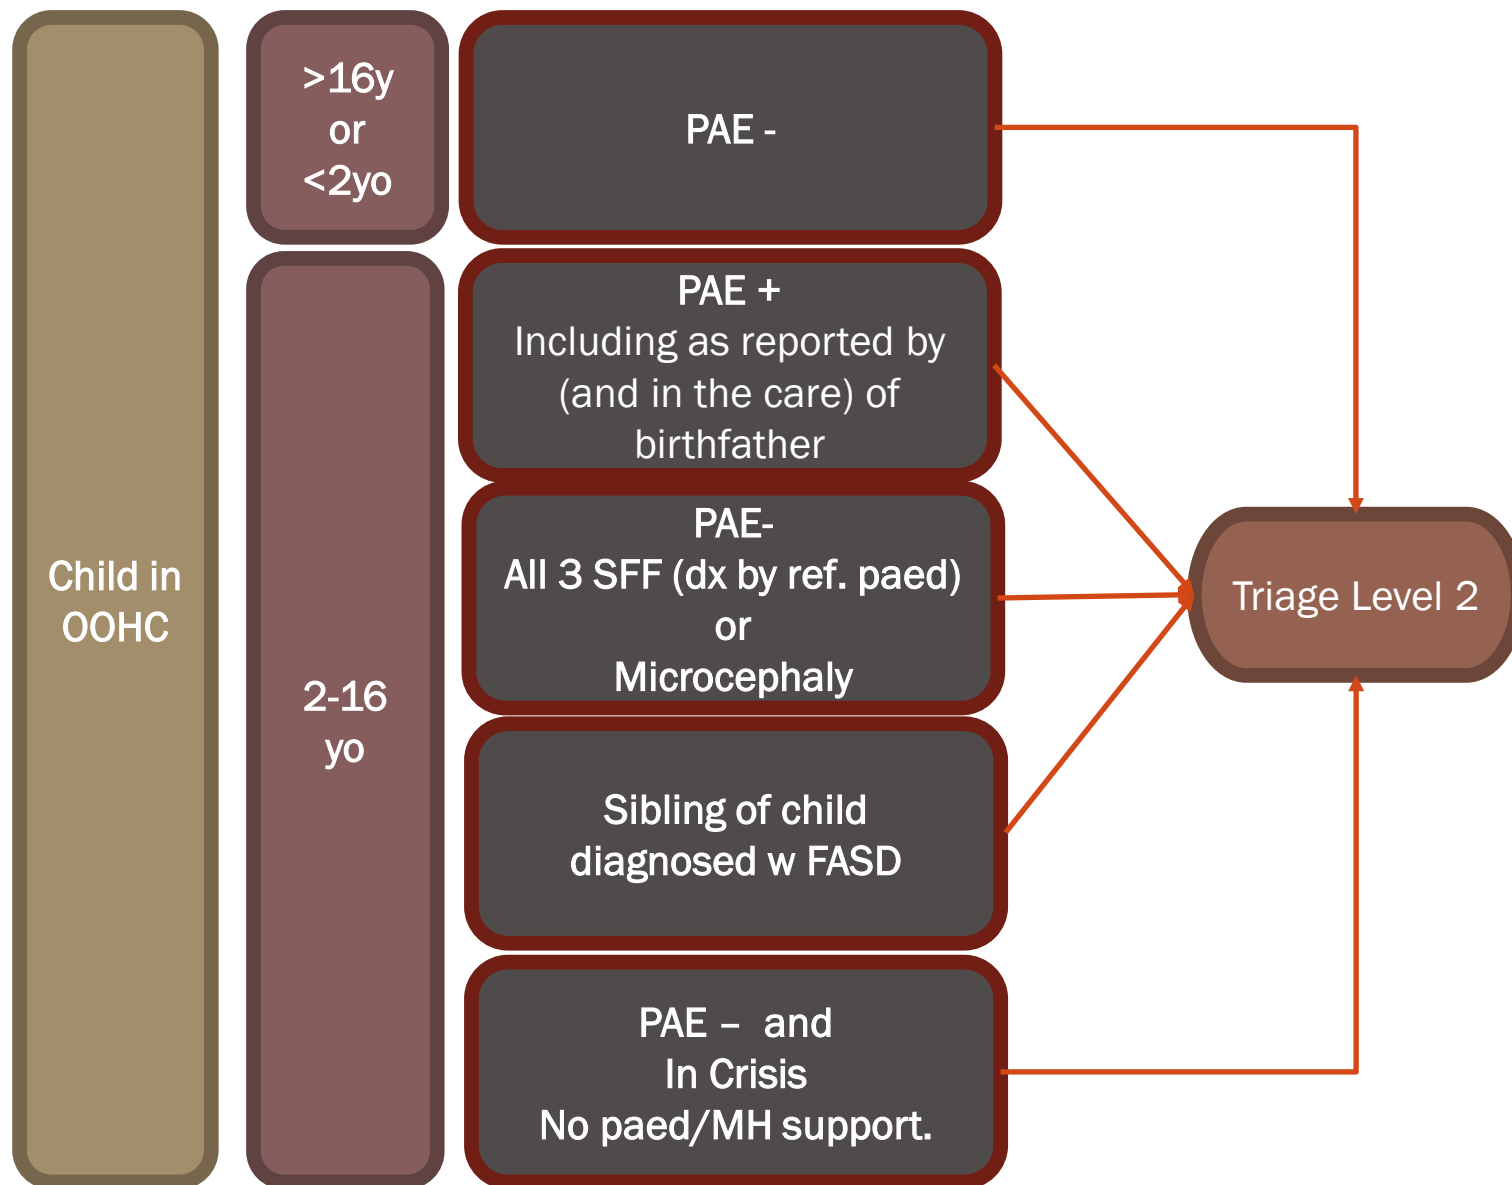 Child in
OOHC
>16y
or
<2yo
2-16
yo
PAE -
PAE +
Including as reported by
(and in the care) of
birthfather
PAE-
All 3 SFF (dx by ref. paed)
or
Microcephaly
Sibling of child
diagnosed w FASD
PAE – and
In Crisis
No paed/MH support.
Triage Level 2